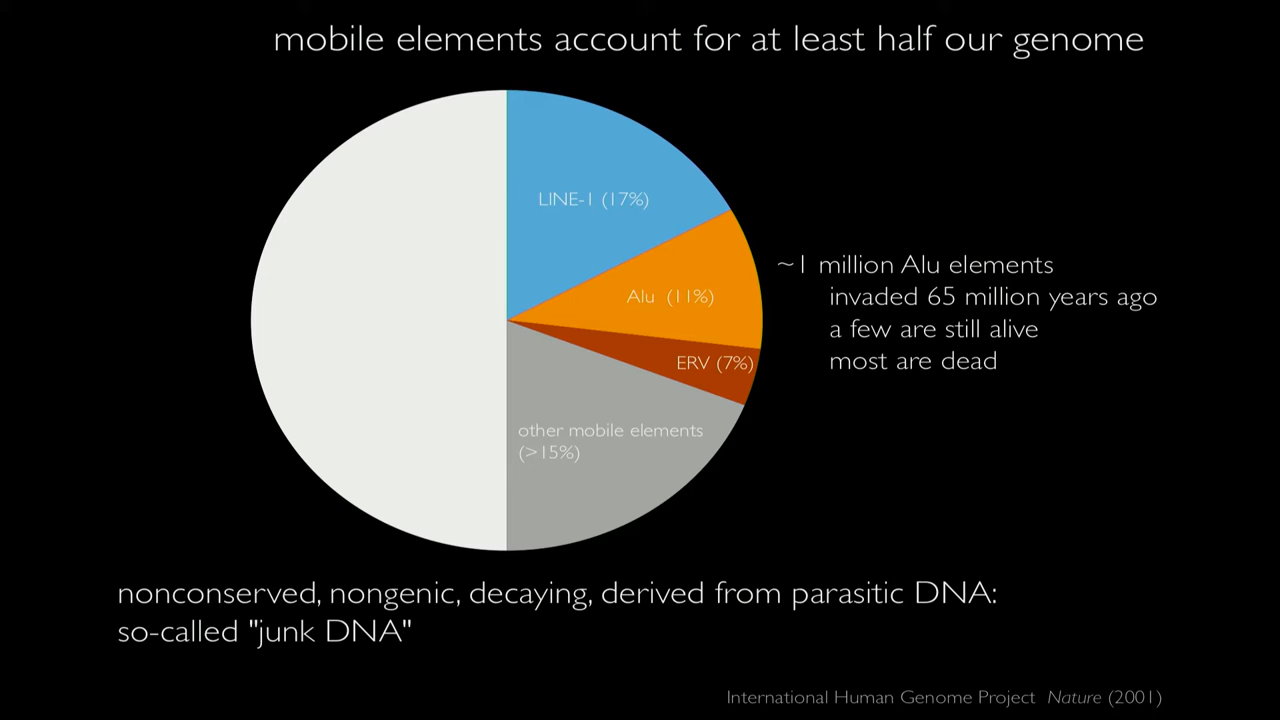 mobile elements account for at least half our genome
LINE-1 (17%)
Alu (11%)
ERV (7%)
other mobile elements
(>15%)
~1 million Alu elements
invaded 65 million years ago
a few are still alive
most are dead
nonconserved, nongenic, decaying, derived from parasitic DNA:
so-called "junk DNA"
International Human Genome Project Nature (2001)